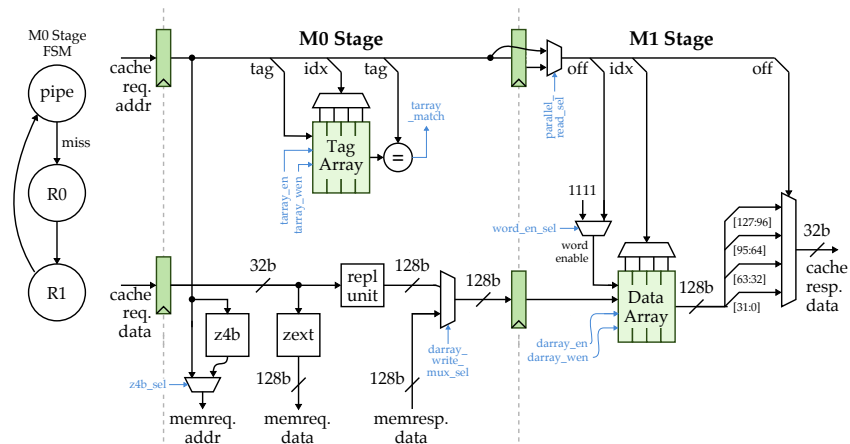 M0 Stage
FSM
pipe
miss
R0
R1
M0 Stage
M1 Stage
cache
req.
addr
tag
idx
tag
off
idx
off
tarray
_match
parallel_
read_sel
Tag
Array
=
tarray_en
tarray_wen
1111
word_en_sel
word
enable
[127:96]
[95:64]
[63:32]
[31:0]
32b
cache
resp.
data
cache
req.
data
32b
repl
unit
128b
128b
Data
Array
128b
z4b
zext
darray_
write_
mux_sel
darray_en
darray_wen
z4b_sel
128b
128b
memreq.
addr
memreq.
data
memresp.
data